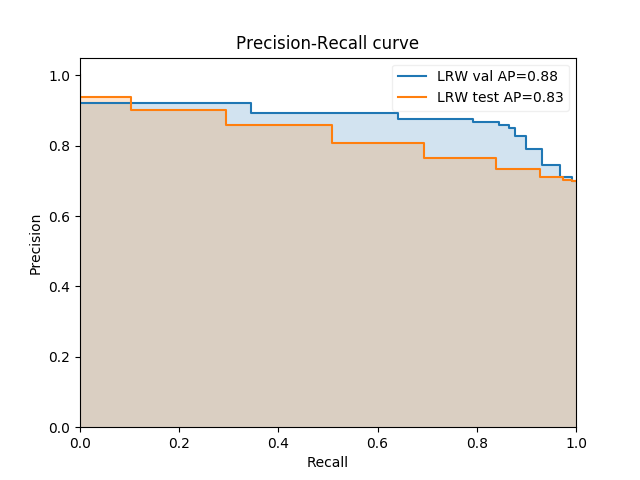 Precision-Recall curve
LRW val AP=0.88
LRW test AP=0.83
Precision
1.0
0.8
0.6
0.4
0.2
0.0
0.0 0.2 0.4 0.6 0.8 1.0
Recall